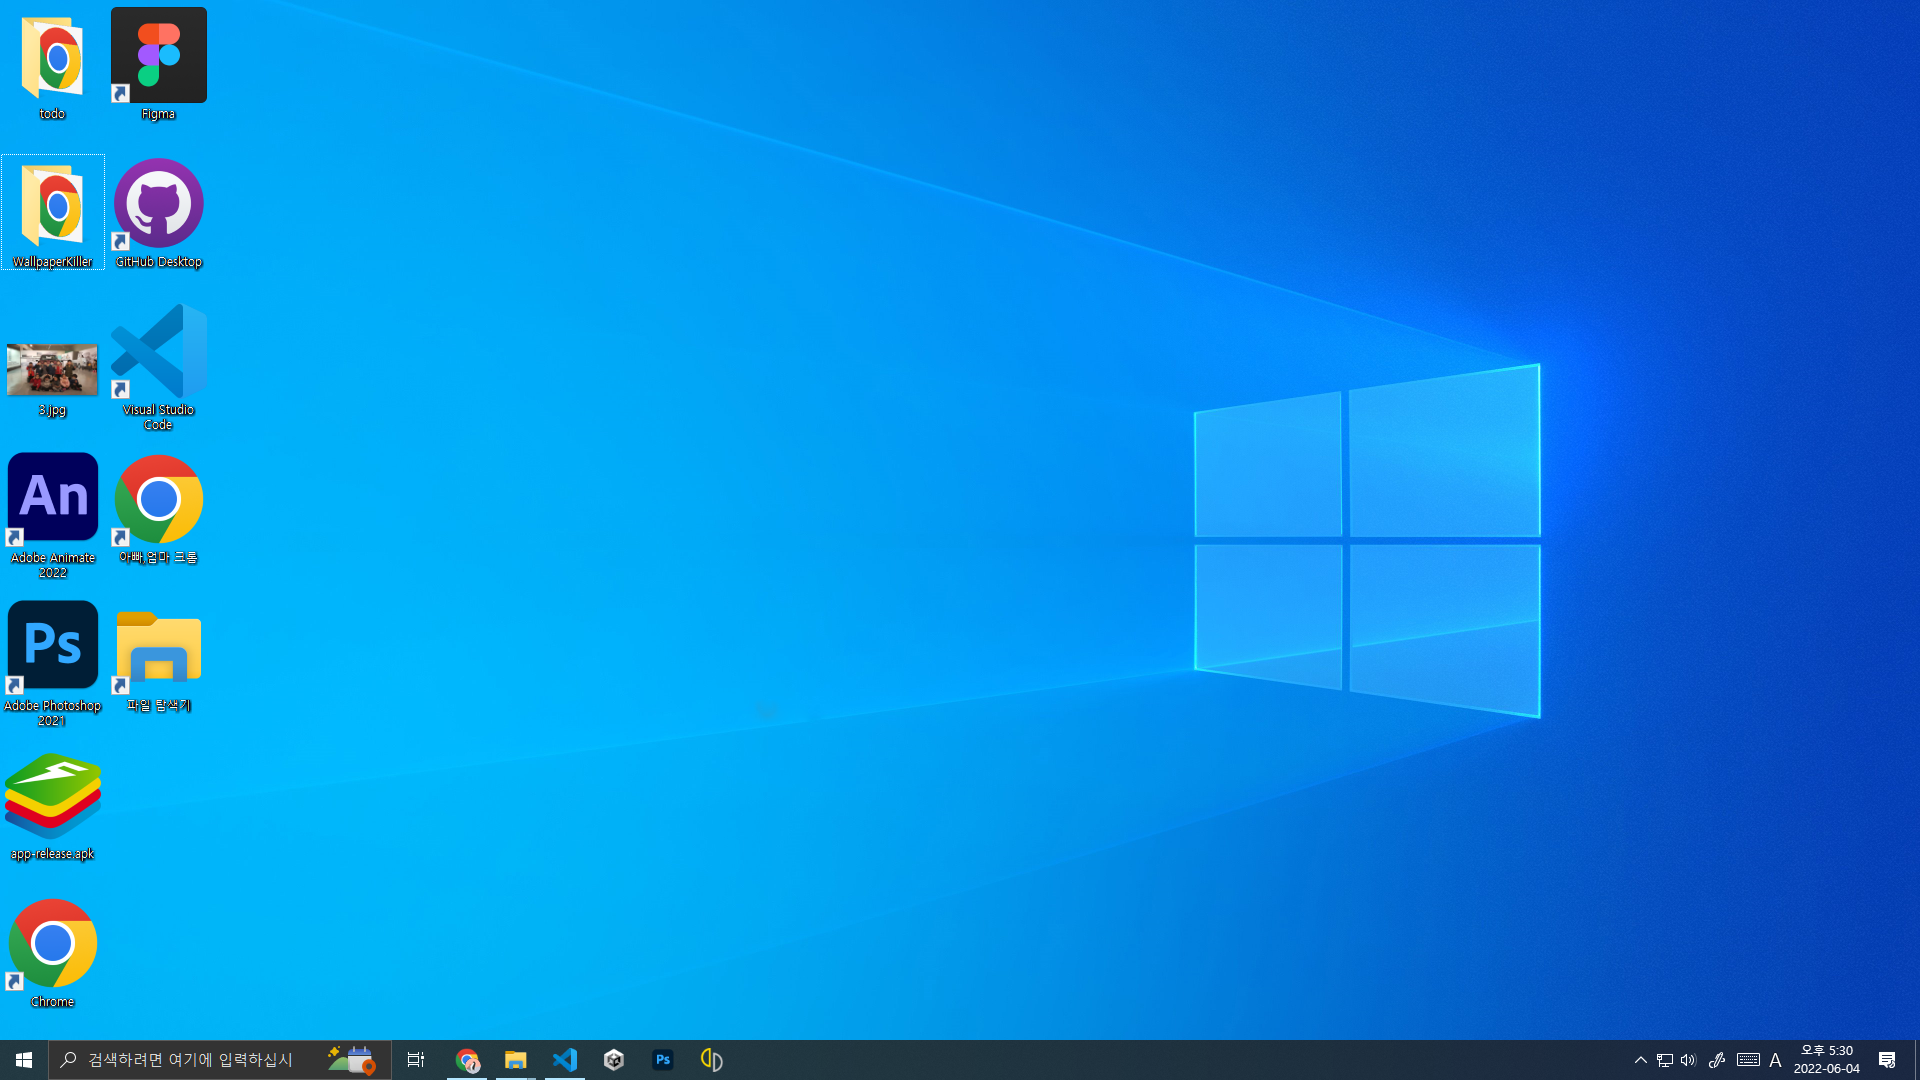 todo
Figma
WallpaperKiller
GitHub Desktop
3.jpg
Visual Studio
Code
An
Adobe Animate
2022
아빠,엄마 크롬
Ps
Adobe Photoshop
2021
파일 탐색기
app-release.apk
Chrome
검색하려면 여기에 입력하십시
Ps
A
오후 5:30
2022-06-04